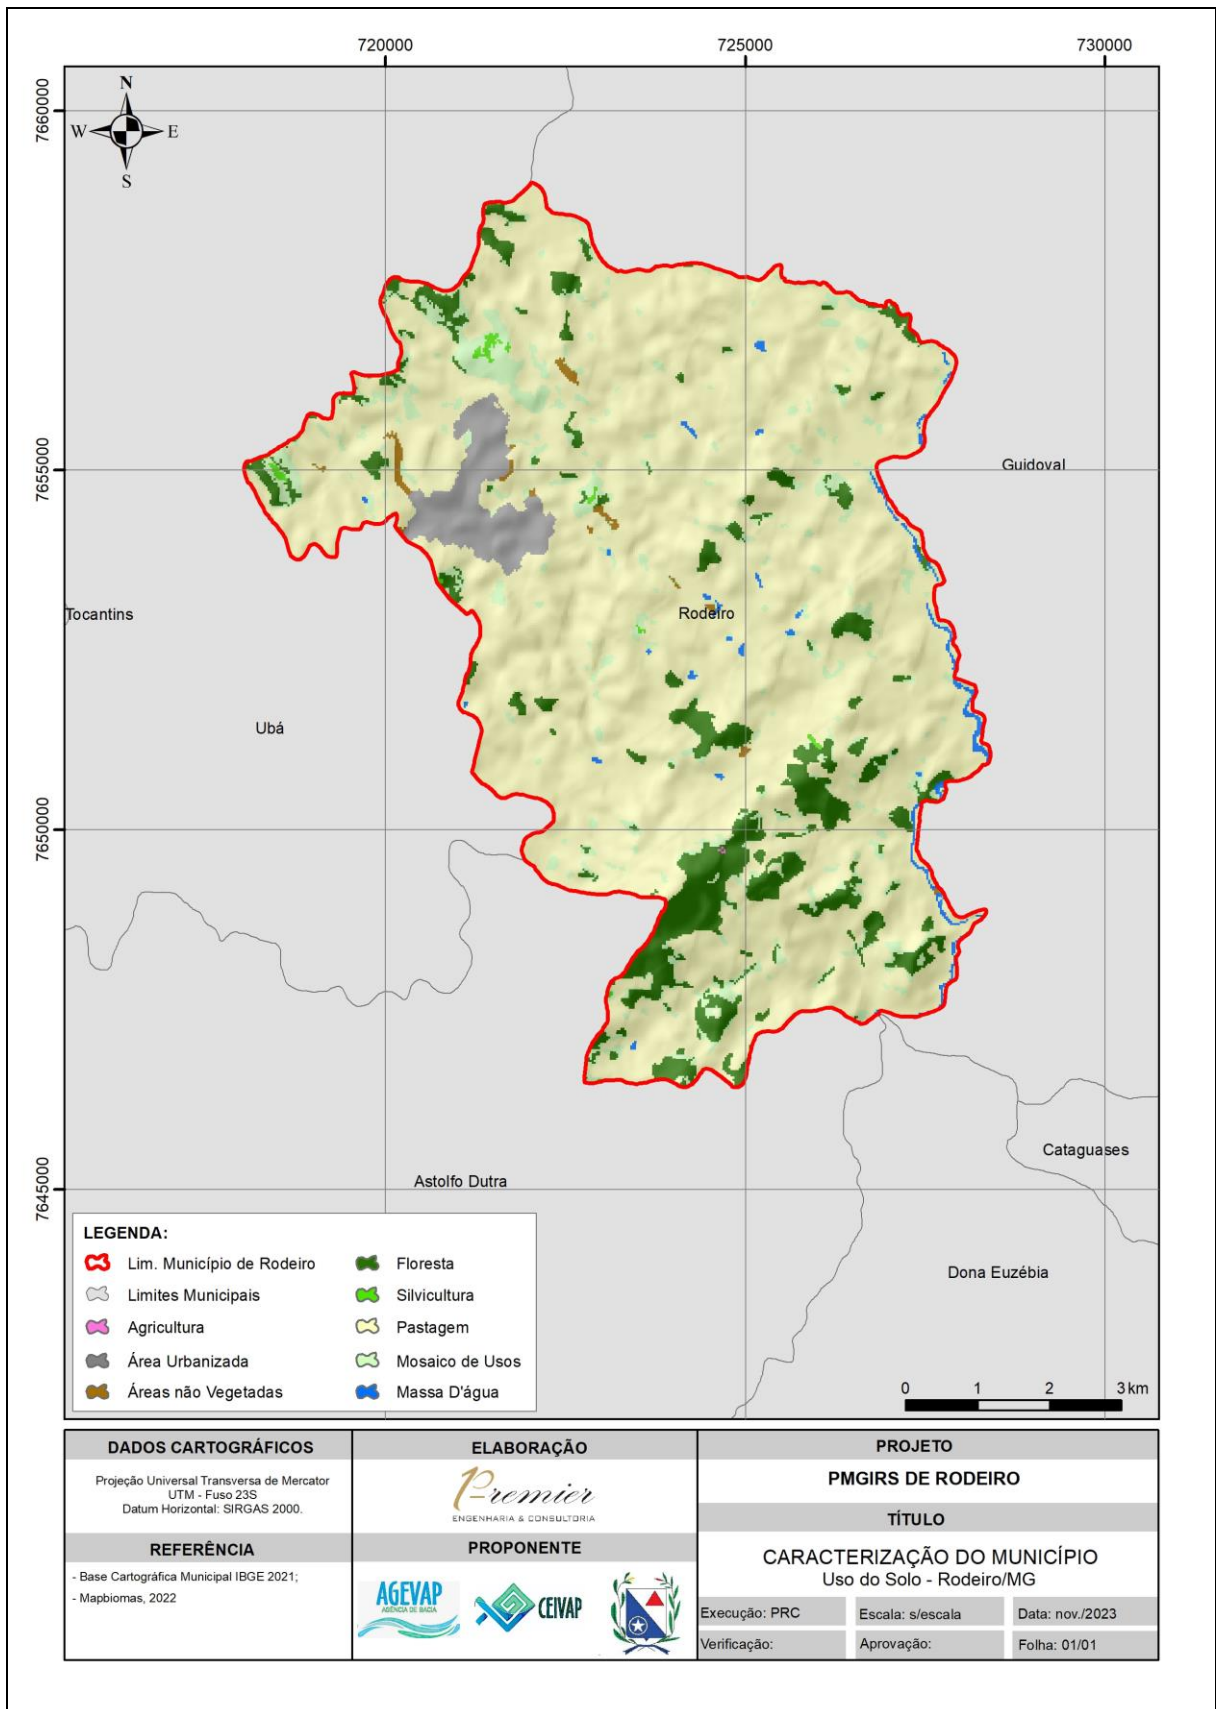 720000
725000
730000
7660000
7655000
7650000
7645000
N
W
E
S
Guidoval
Tocantins
Rodeiro
Ubá
Cataguases
Astolfo Dutra
Dona Euzébia
LEGENDA:
Lim. Município de Rodeiro
Limites Municipais
Agricultura
Área Urbanizada
Áreas não Vegetadas
Floresta
Silvicultura
Pastagem
Mosaico de Usos
Massa D'água
0 1 2 3 km
DADOS CARTOGRÁFICOS
Projeção Universal Transversa de Mercator
UTM - Fuso 23S
Datum Horizontal: SIRGAS 2000.
REFERÊNCIA
- Base Cartográfica Municipal IBGE 2021;
- Mapbiomas, 2022
ELABORAÇÃO
Premier
ENGENHARIA & CONSULTORIA
PROPONENTE
AGEVAP
AGÊNCIA DE BACIA
CEIVAP
PROJETO
PMGIRS DE RODEIRO
TÍTULO
CARACTERIZAÇÃO DO MUNICÍPIO
Uso do Solo - Rodeiro/MG
Execução: PRC
Escala: s/escala
Data: nov./2023
Verificação:
Aprovação:
Folha: 01/01